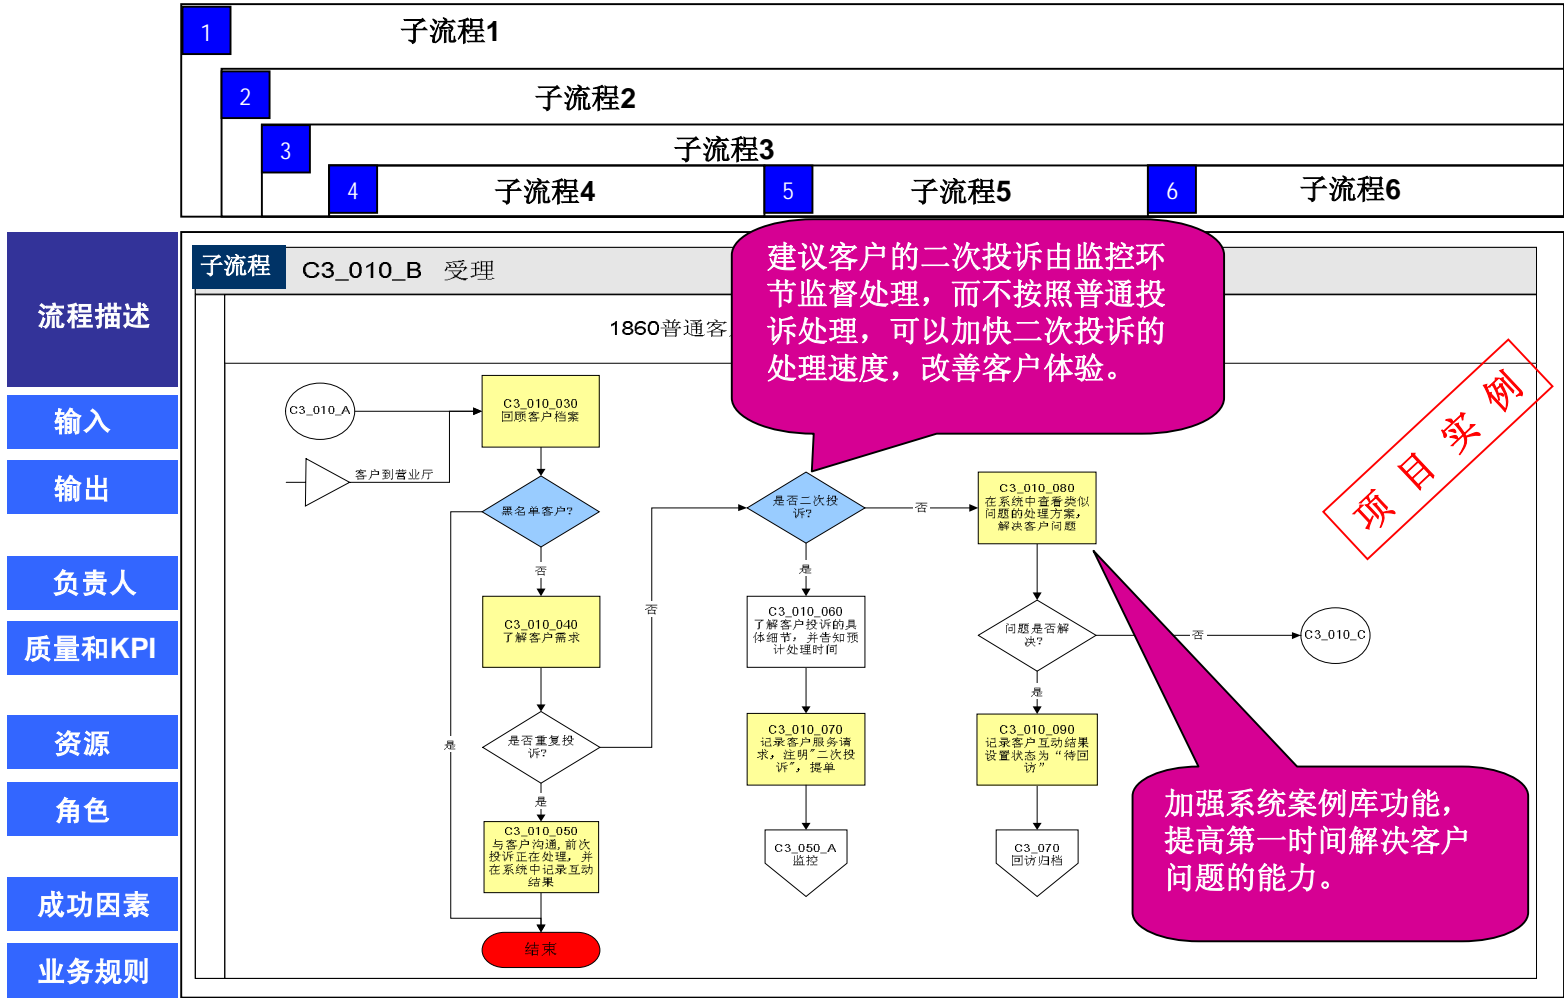 1
子流程1
2
子流程2
3
子流程3
4
子流程4
5
子流程5
6
子流程6
流程描述
输入
输出
负责人
质量和KPI
资源
角色
成功因素
业务规则
子流程
C3_010_B 受理
1860普通客
建议客户的二次投诉由监控环
节监督处理，而不按照普通投
诉处理，可以加快二次投诉的
处理速度，改善客户体验。
项目实例
C3_010_A
客户到营业厅
C3_010_030
回顾客户档案
黑名单客户?
否
是
C3_010_040
了解客户需求
是否重复投
诉?
否
是
C3_010_050
与客户沟通,前次
投诉正在处理，并
在系统中记录互动
结果
结束
是否二次投
诉?
否
是
C3_010_060
了解客户投诉的具
体细节，并告知预
计处理时间
C3_010_070
记录客户服务请
求，注明"二次投
诉"，提单
C3_050_A
监控
C3_010_080
在系统中查看类似
问题的处理方案，
解决客户问题
问题是否解
决?
否
C3_010_C
是
C3_010_090
记录客户互动结果
设置状态为“待回
访”
C3_070
回访归档
加强系统案例库功能，
提高第一时间解决客户
问题的能力。